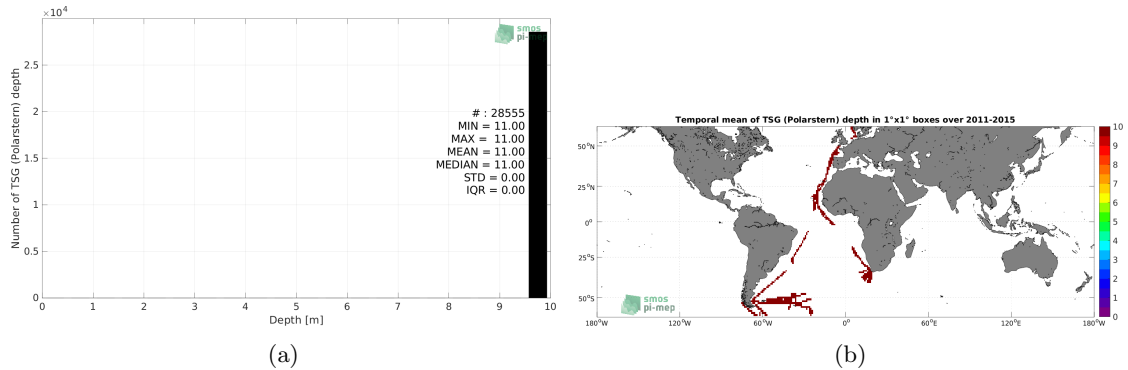 ×10⁴
smos
pi-mep
2.5
2
1.5
1
0.5
0
Number of TSG (Polarstern) depth
# : 28555
MIN = 11.00
MAX = 11.00
MEAN = 11.00
MEDIAN = 11.00
STD = 0.00
IQR = 0.00
0 1 2 3 4 5 6 7 8 9 10
Depth [m]
(a)
Temporal mean of TSG (Polarstern) depth in 1°x1° boxes over 2011-2015
50°N
25°N
0°
25°S
50°S
180°W 120°W 60°W 0° 60°E 120°E 180°W
smos
pi-mep
10
9
8
7
6
5
4
3
2
1
0
(b)